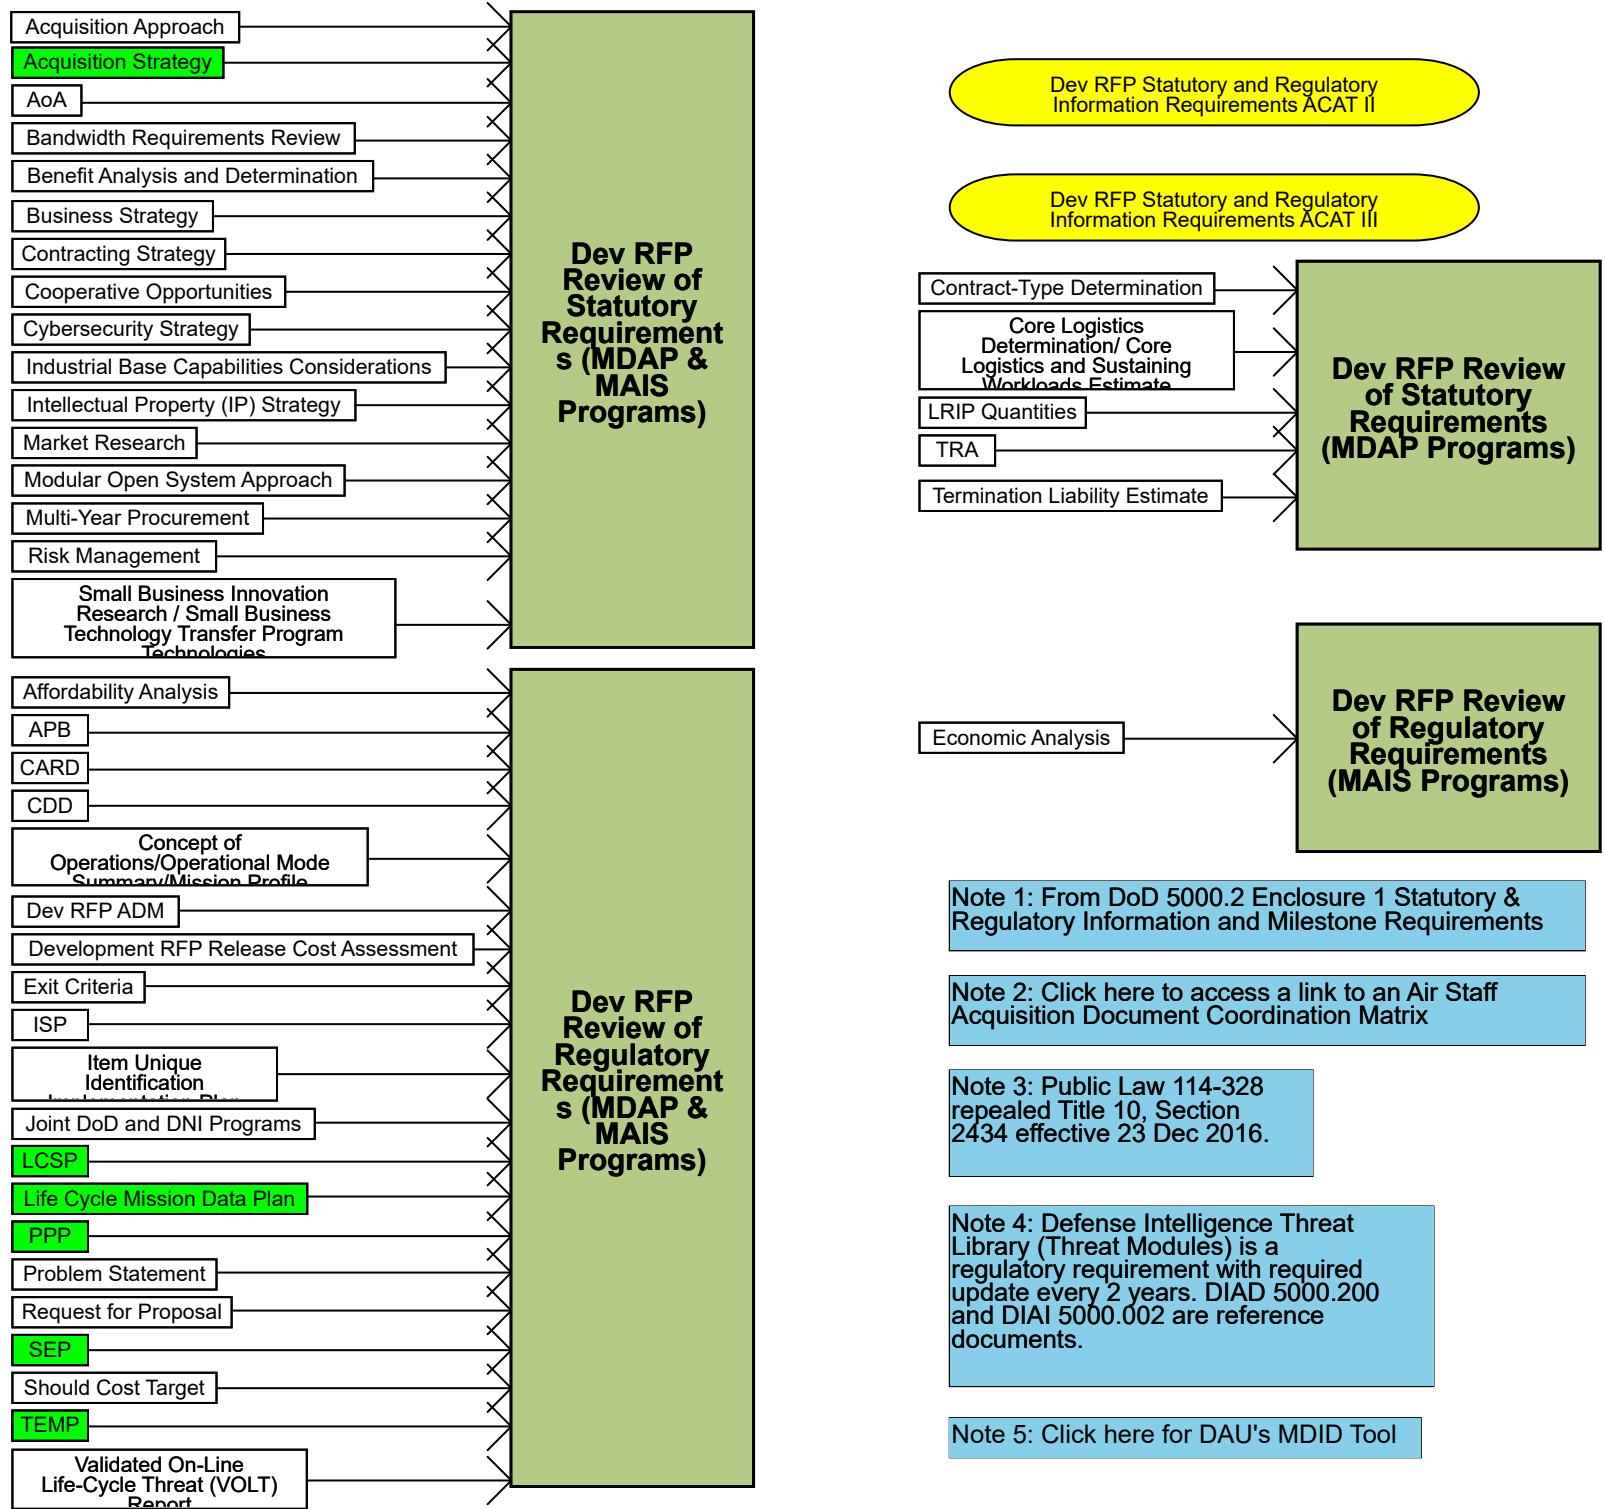 Acquisition Approach
Acquisition Strategy
AoA
Bandwidth Requirements Review
Benefit Analysis and Determination
Business Strategy
Contracting Strategy
Cooperative Opportunities
Cybersecurity Strategy
Industrial Base Capabilities Considerations
Intellectual Property (IP) Strategy
Market Research
Modular Open System Approach
Multi-Year Procurement
Risk Management
Small Business Innovation
Research / Small Business
Technology Transfer Program
Technologies
Dev RFP
Review of
Statutory
Requirement
s (MDAP &
MAIS
Programs)
Affordability Analysis
APB
CARD
CDD
Concept of
Operations/Operational Mode
Summary/Mission Profile
Dev RFP ADM
Development RFP Release Cost Assessment
Exit Criteria
ISP
Item Unique
Identification
Implementation Plan
Joint DoD and DNI Programs
LCSP
Life Cycle Mission Data Plan
PPP
Problem Statement
Request for Proposal
SEP
Should Cost Target
TEMP
Validated On-Line
Life-Cycle Threat (VOLT)
Report
Dev RFP
Review of
Regulatory
Requirement
s (MDAP &
MAIS
Programs)
Dev RFP Statutory and Regulatory
Information Requirements ACAT II
Dev RFP Statutory and Regulatory
Information Requirements ACAT III
Contract-Type Determination
Core Logistics
Determination/ Core
Logistics and Sustaining
Workloads Estimate
LRIP Quantities
TRA
Termination Liability Estimate
Dev RFP Review
of Statutory
Requirements
(MDAP Programs)
Economic Analysis
Dev RFP Review
of Regulatory
Requirements
(MAIS Programs)
Note 1: From DoD 5000.2 Enclosure 1 Statutory &
Regulatory Information and Milestone Requirements
Note 2: Click here to access a link to an Air Staff
Acquisition Document Coordination Matrix
Note 3: Public Law 114-328
repealed Title 10, Section
2434 effective 23 Dec 2016.
Note 4: Defense Intelligence Threat
Library (Threat Modules) is a
regulatory requirement with required
update every 2 years. DIAD 5000.200
and DIAI 5000.002 are reference
documents.
Note 5: Click here for DAU's MDID Tool